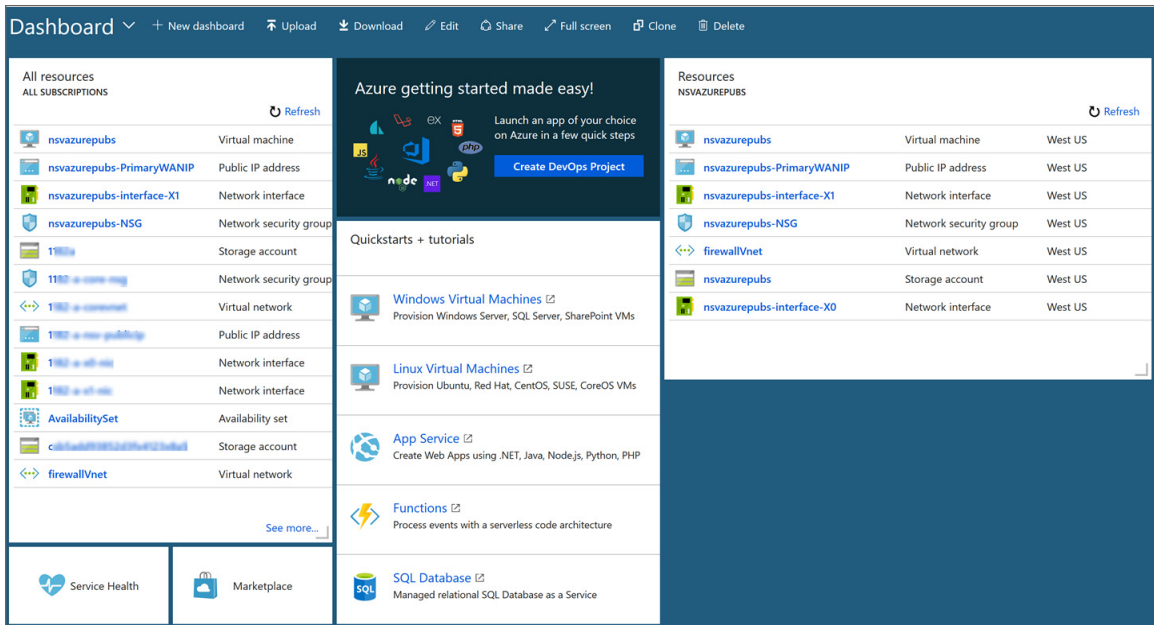 Dashboard
New dashboard Upload Download Edit Share Full screen Clone Delete
All resources
ALL SUBSCRIPTIONS
Refresh
nsvazurepubs Virtual machine
nsvazurepubs-PrimaryWANIP Public IP address
nsvazurepubs-interface-X1 Network interface
nsvazurepubs-NSG Network security group
Storage account
Network security group
Virtual network
Public IP address
Network interface
Network interface
AvailabilitySet Availability set
Storage account
firewallVnet Virtual network
See more...
Service Health
Marketplace
Azure getting started made easy!
Launch an app of your choice
on Azure in a few quick steps
Create DevOps Project
ex
HTML
5
JS
php
node
.NET
Quickstarts + tutorials
Windows Virtual Machines
Provision Windows Server, SQL Server, SharePoint VMs
Linux Virtual Machines
Provision Ubuntu, Red Hat, CentOS, SUSE, CoreOS VMs
App Service
Create Web Apps using .NET, Java, Node.js, Python, PHP
Functions
Process events with a serverless code architecture
SQL
SQL Database
Managed relational SQL Database as a Service
Resources
NSVAZUREPUBS
Refresh
nsvazurepubs Virtual machine West US
nsvazurepubs-PrimaryWANIP Public IP address West US
nsvazurepubs-interface-X1 Network interface West US
nsvazurepubs-NSG Network security group West US
firewallVnet Virtual network West US
nsvazurepubs Storage account West US
nsvazurepubs-interface-X0 Network interface West US